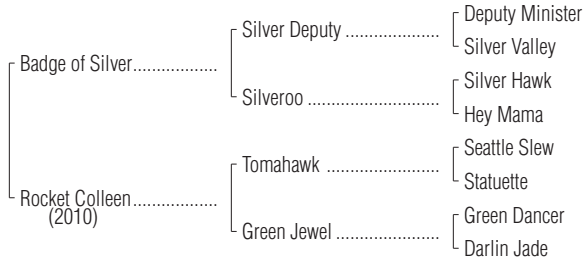 Deputy Minister
Silver Deputy ........................
Silver Valley
Badge of Silver..................
Silver Hawk
Silveroo .................................
Hey Mama
Seattle Slew
Tomahawk ............................
Statuette
Rocket Colleen..................
(2010)
Green Dancer
Green Jewel ..........................
Darlin Jade